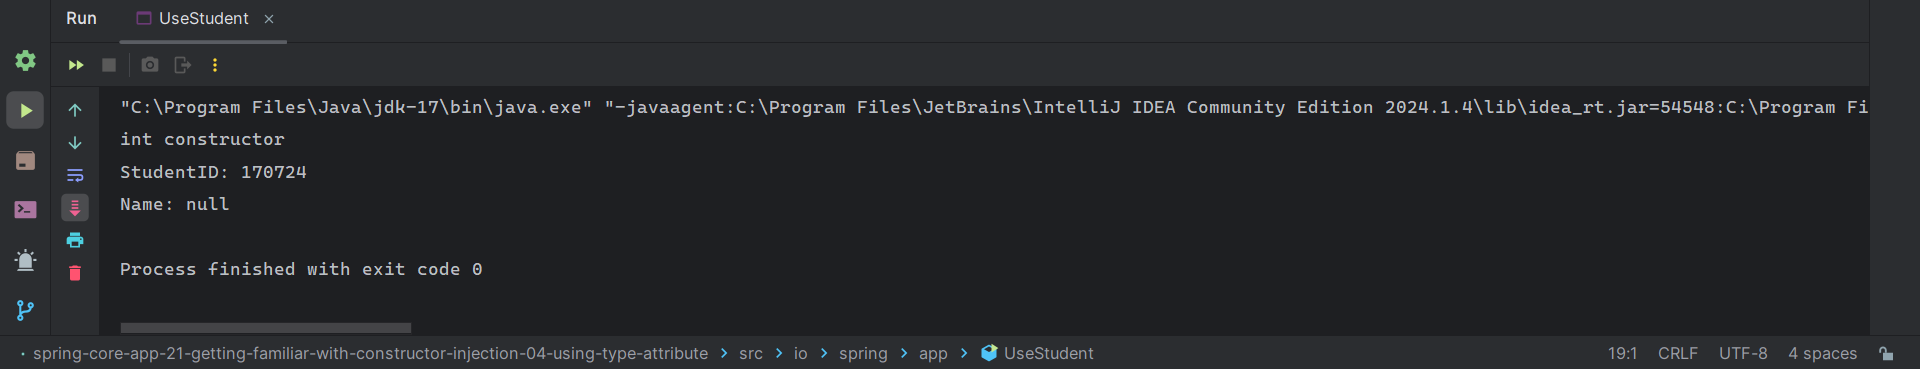 Run UseStudent ×
"C:\Program Files\Java\jdk-17\bin\java.exe" "-javaagent:C:\Program Files\JetBrains\IntelliJ IDEA Community Edition 2024.1.4\lib\idea_rt.jar=54548:C:\Program Fi
int constructor
StudentID: 170724
Name: null
Process finished with exit code 0
spring-core-app-21-getting-familiar-with-constructor-injection-04-using-type-attribute > src > io > spring > app > UseStudent 19:1 CRLF UTF-8 4 spaces